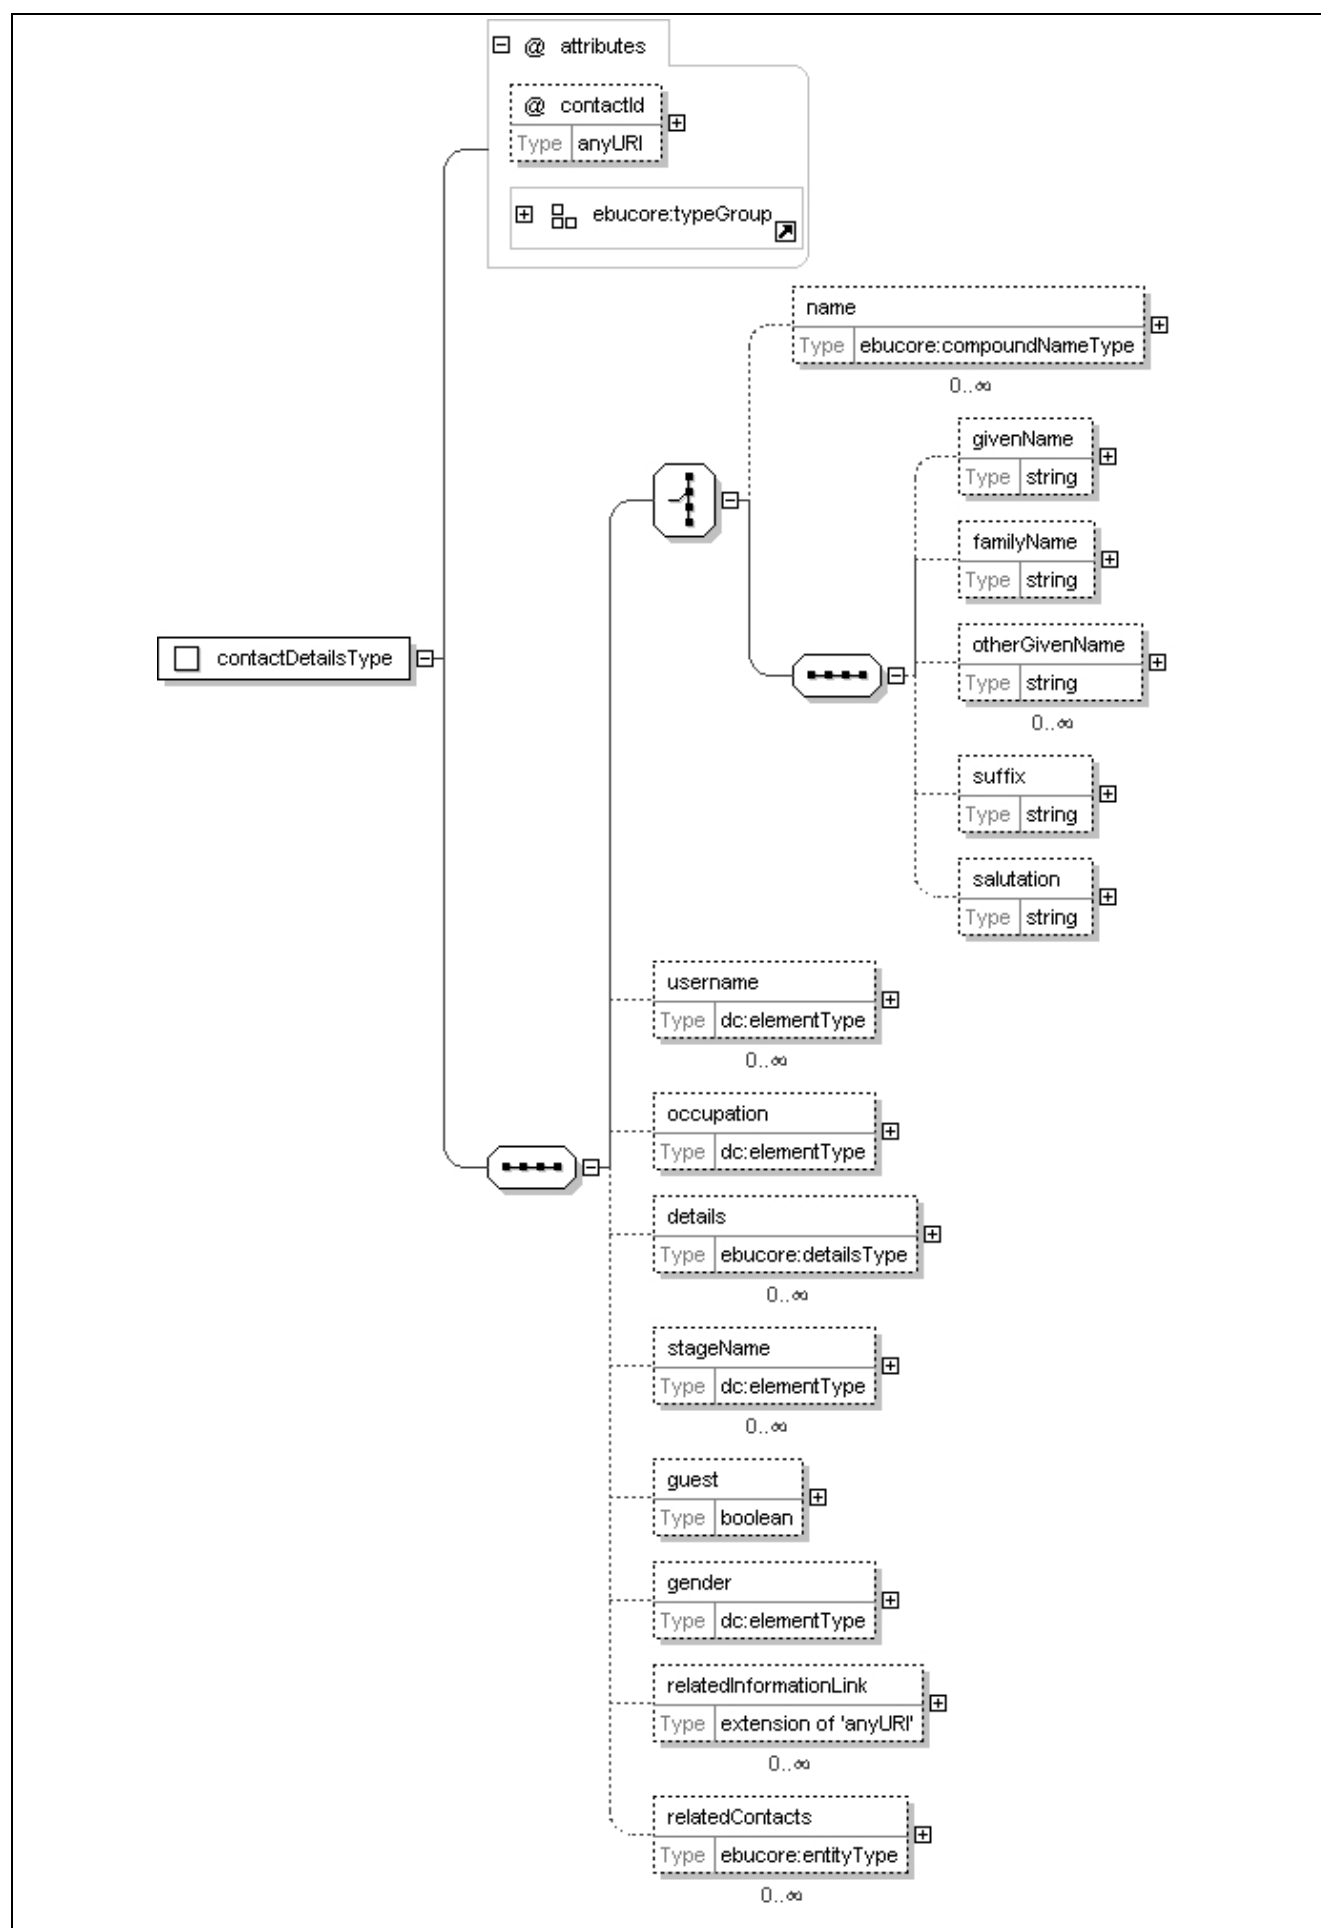 @ attributes
@ contactId
Type anyURI
ebucore:typeGroup
name
Type ebucore:compoundNameType
0..∞
givenName
Type string
familyName
Type string
otherGivenName
Type string
0..∞
suffix
Type string
salutation
Type string
contactDetailsType
username
Type dc:elementType
0..∞
occupation
Type dc:elementType
details
Type ebucore:detailsType
0..∞
stageName
Type dc:elementType
0..∞
guest
Type boolean
gender
Type dc:elementType
relatedInformationLink
Type extension of 'anyURI'
0..∞
relatedContacts
Type ebucore:entityType
0..∞